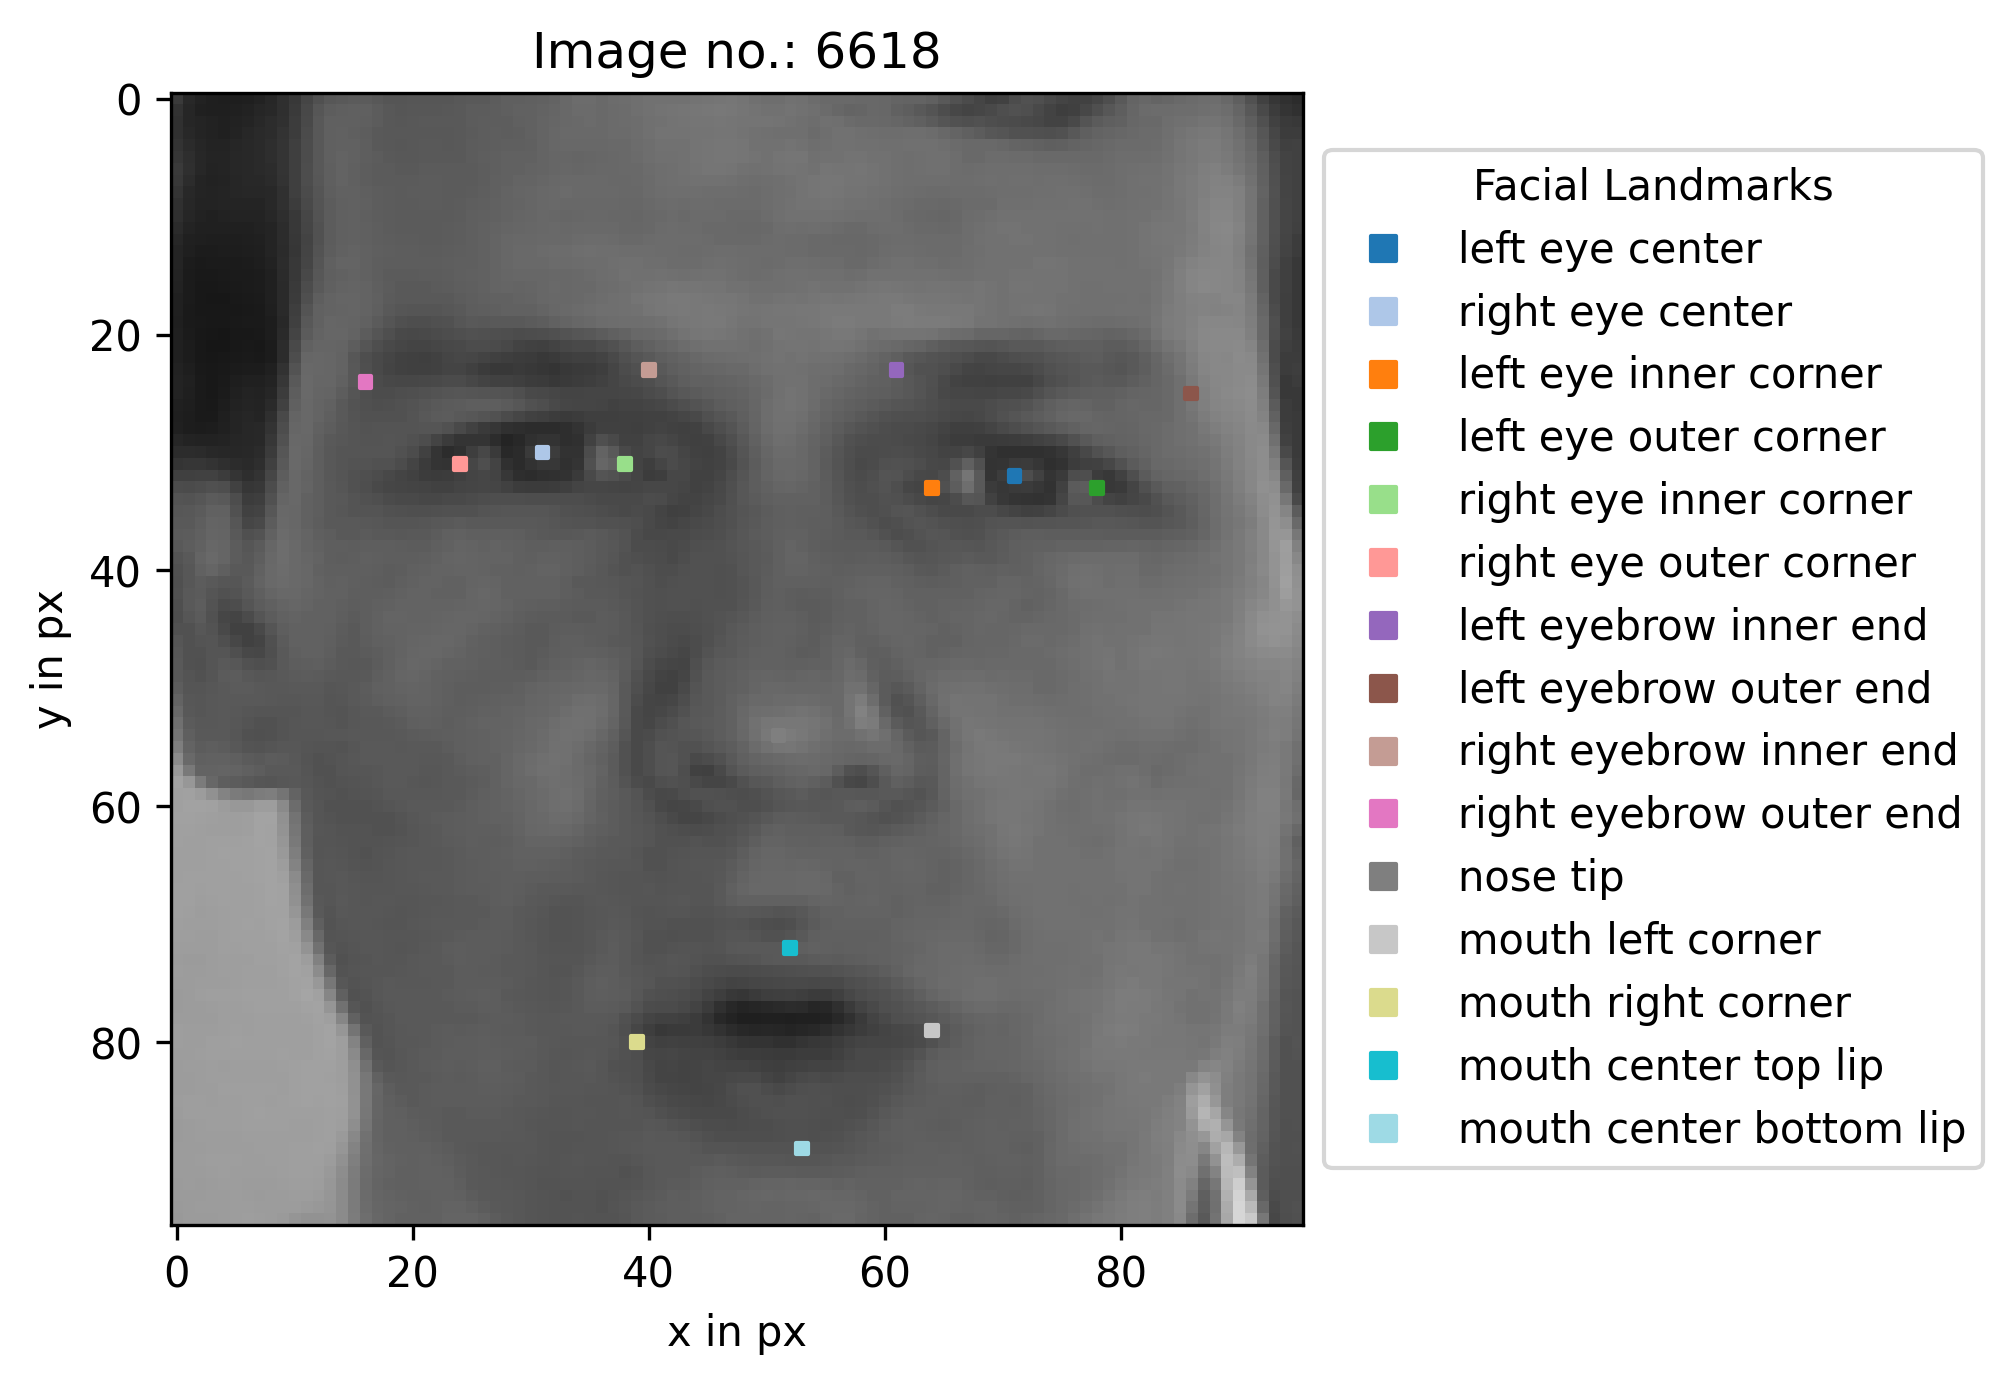 Image no.: 6618
0
20
40
60
80
y in px
0 20 40 60 80
x in px
Facial Landmarks
left eye center
right eye center
left eye inner corner
left eye outer corner
right eye inner corner
right eye outer corner
left eyebrow inner end
left eyebrow outer end
right eyebrow inner end
right eyebrow outer end
nose tip
mouth left corner
mouth right corner
mouth center top lip
mouth center bottom lip